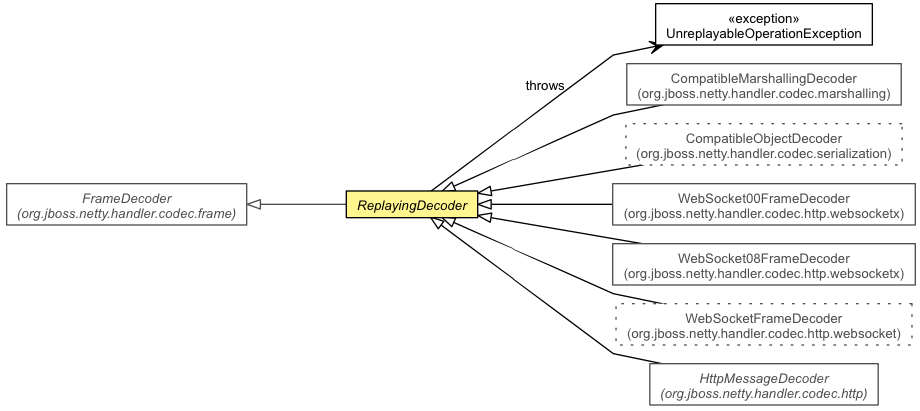 «exception»
UnreplayableOperationException
throws
CompatibleMarshallingDecoder
(org.jboss.netty.handler.codec.marshalling)
CompatibleObjectDecoder
(org.jboss.netty.handler.codec.serialization)
FrameDecoder
(org.jboss.netty.handler.codec.frame)
ReplayingDecoder
WebSocket00FrameDecoder
(org.jboss.netty.handler.codec.http.websocketx)
WebSocket08FrameDecoder
(org.jboss.netty.handler.codec.http.websocketx)
WebSocketFrameDecoder
(org.jboss.netty.handler.codec.http.websocket)
HttpMessageDecoder
(org.jboss.netty.handler.codec.http)